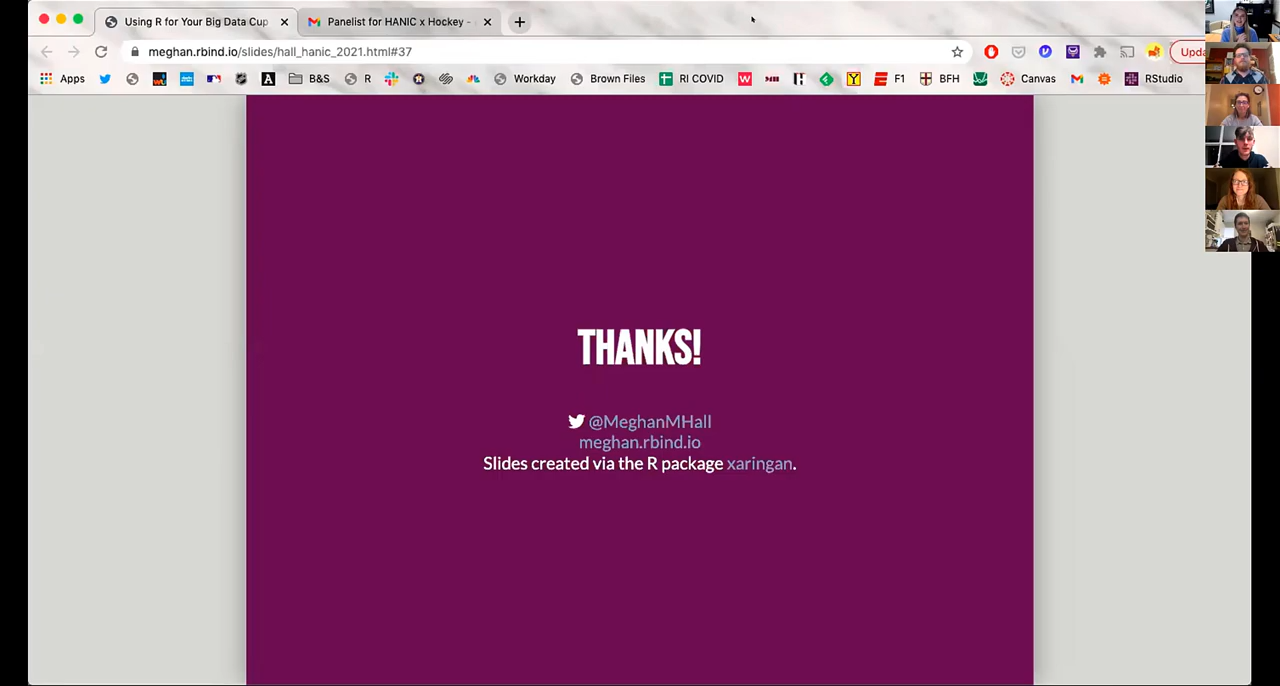 Using R for Your Big Data Cup
Panelist for HANIC x Hockey -
meghan.rbind.io/slides/hall_hanic_2021.html#37
Upda
Apps
B&S
R
Workday
Brown Files
RI COVID
F1
BFH
Canvas
RStudio
THANKS!
@MeghanMHall
meghan.rbind.io
Slides created via the R package xaringan.